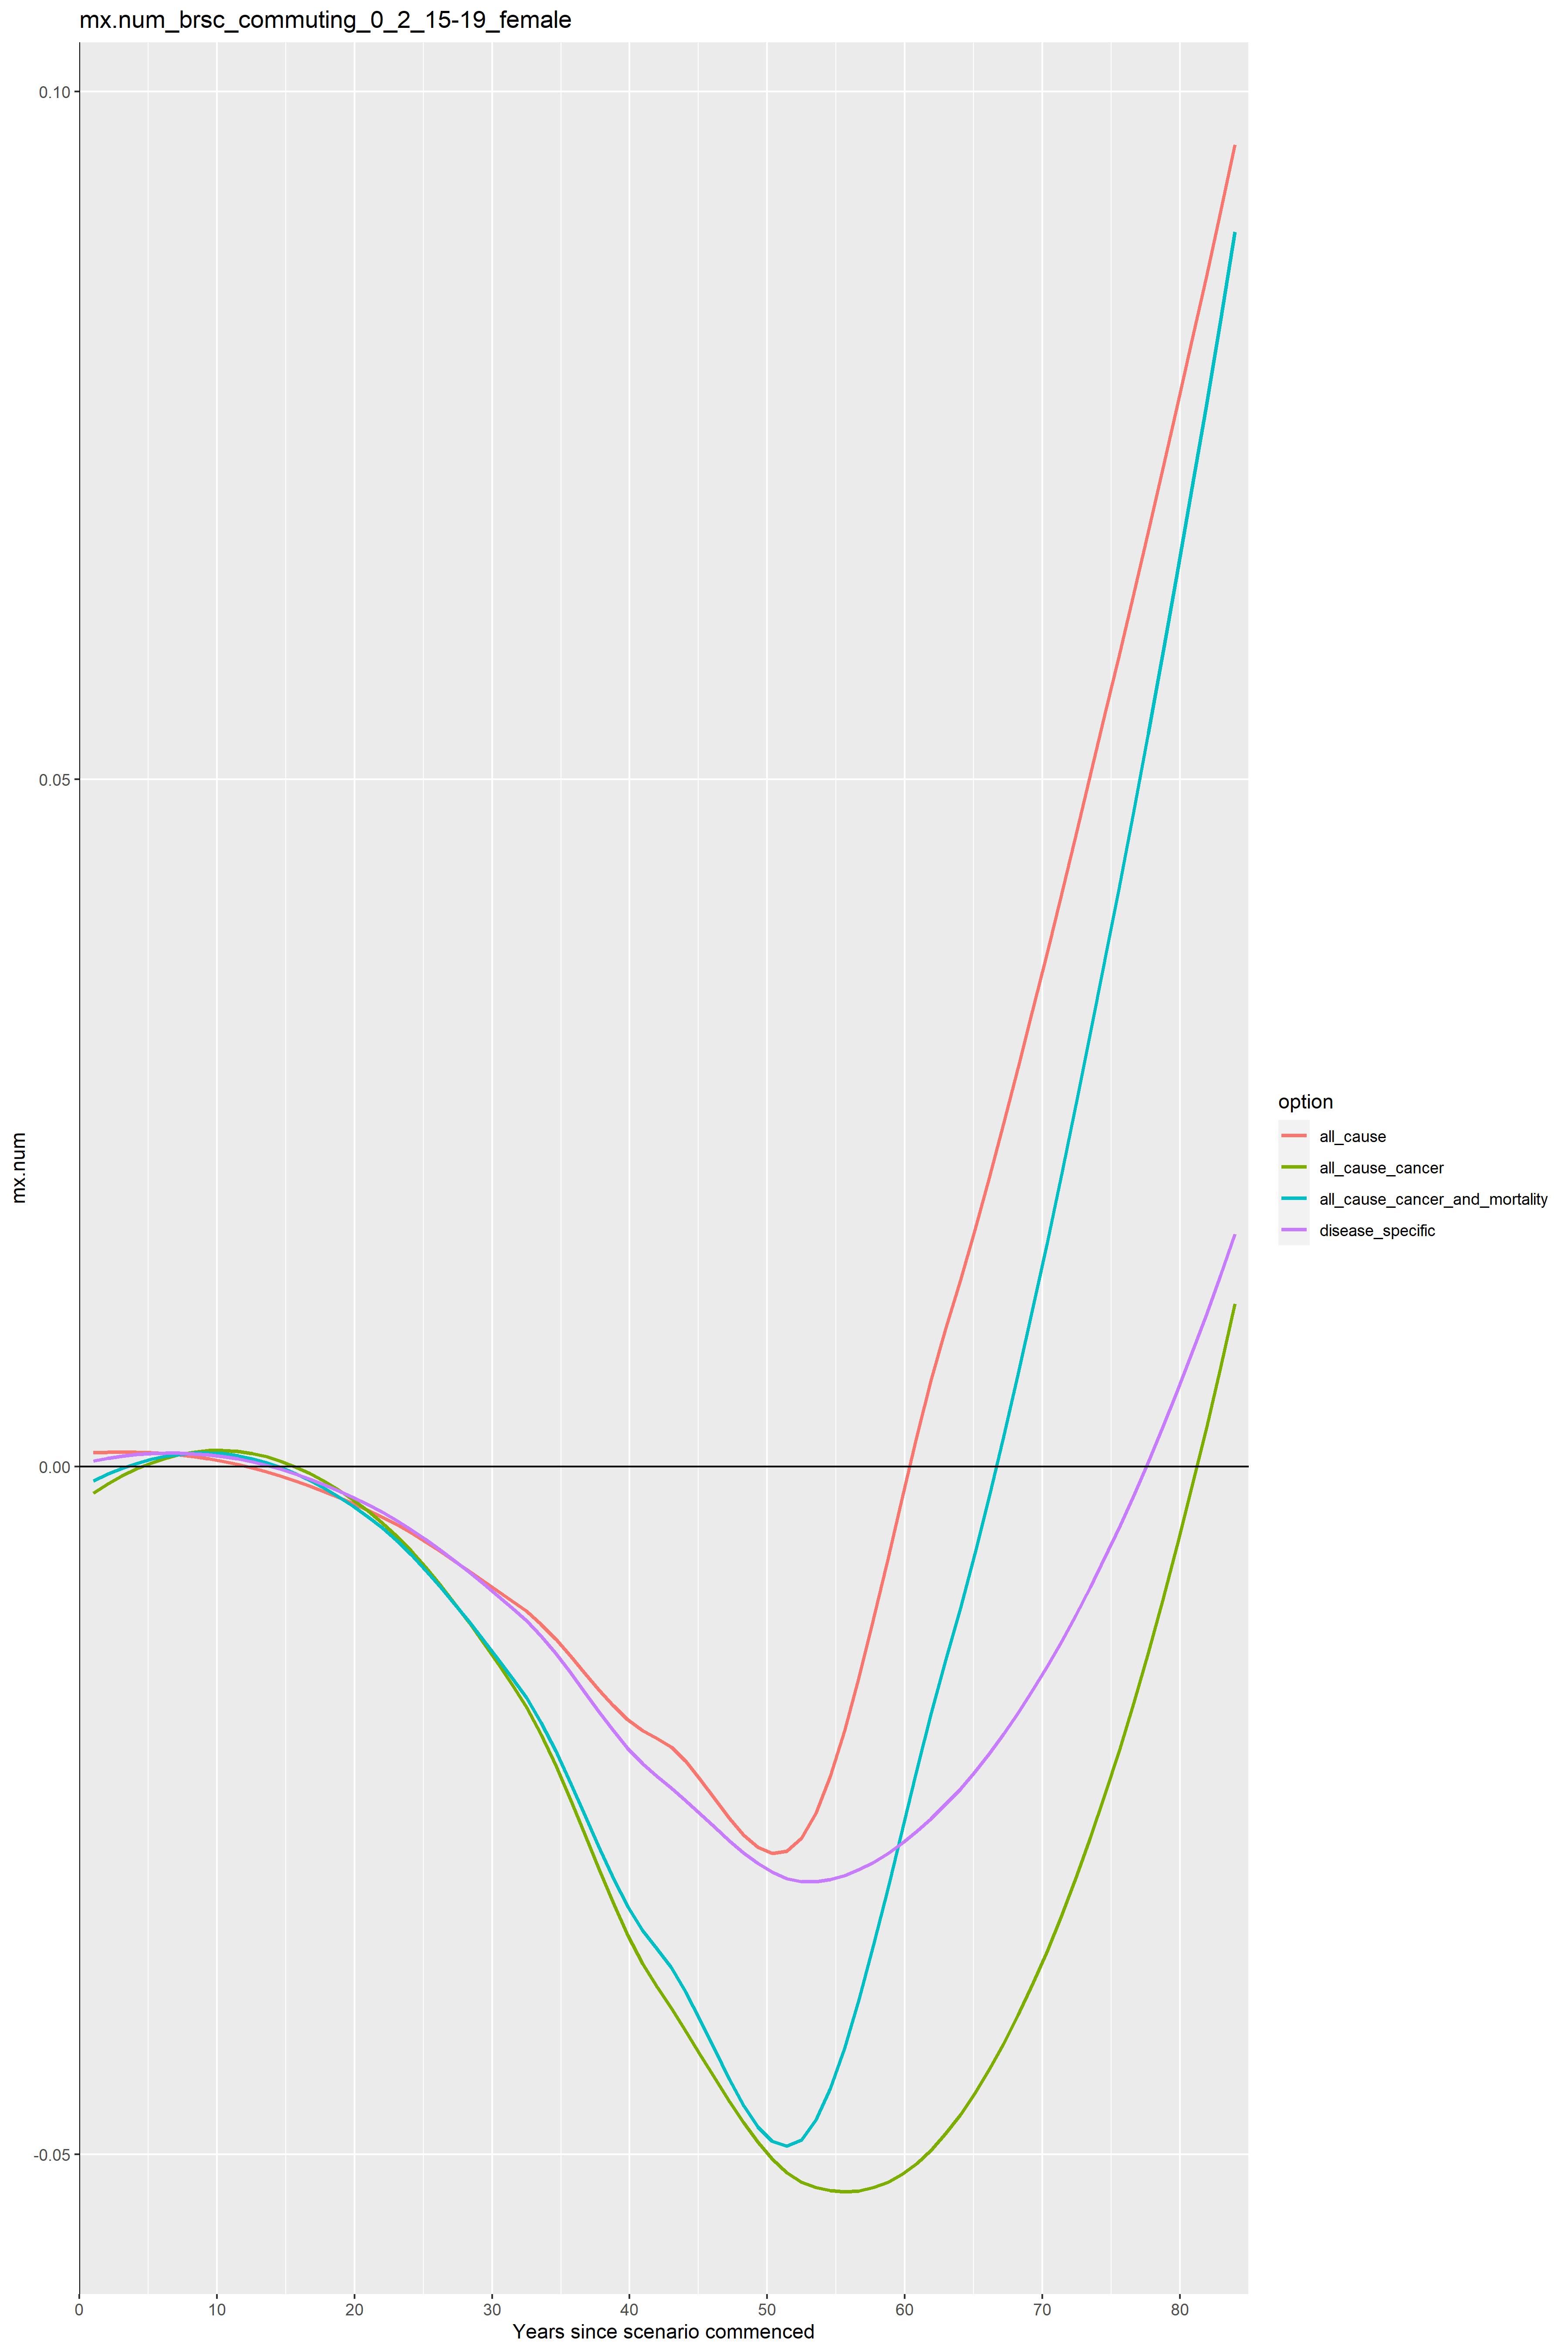 mx.num_brsc_commuting_0_2_15-19_female
0.10
0.05
0.00
-0.05
mx.num
0 10 20 30 40 50 60 70 80
Years since scenario commenced
option
all_cause
all_cause_cancer
all_cause_cancer_and_mortality
disease_specific